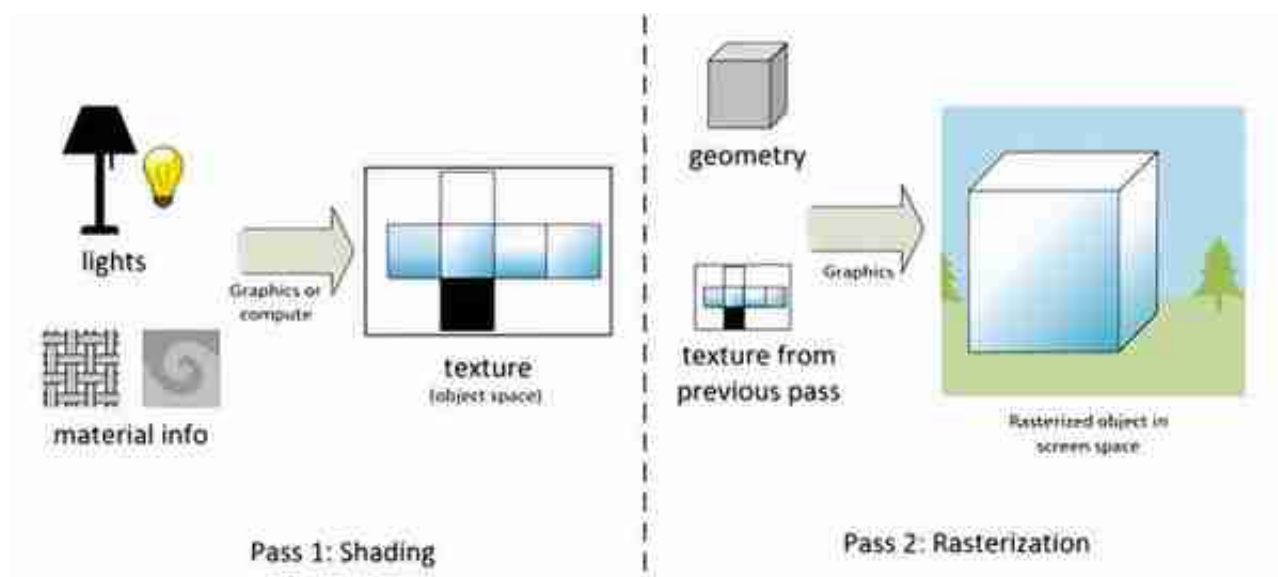 lights
material info
Graphics or
compute
texture
(object space)
Pass 1: Shading
geometry
texture from
previous pass
Graphics
Rasterized object in
screen space
Pass 2: Rasterization